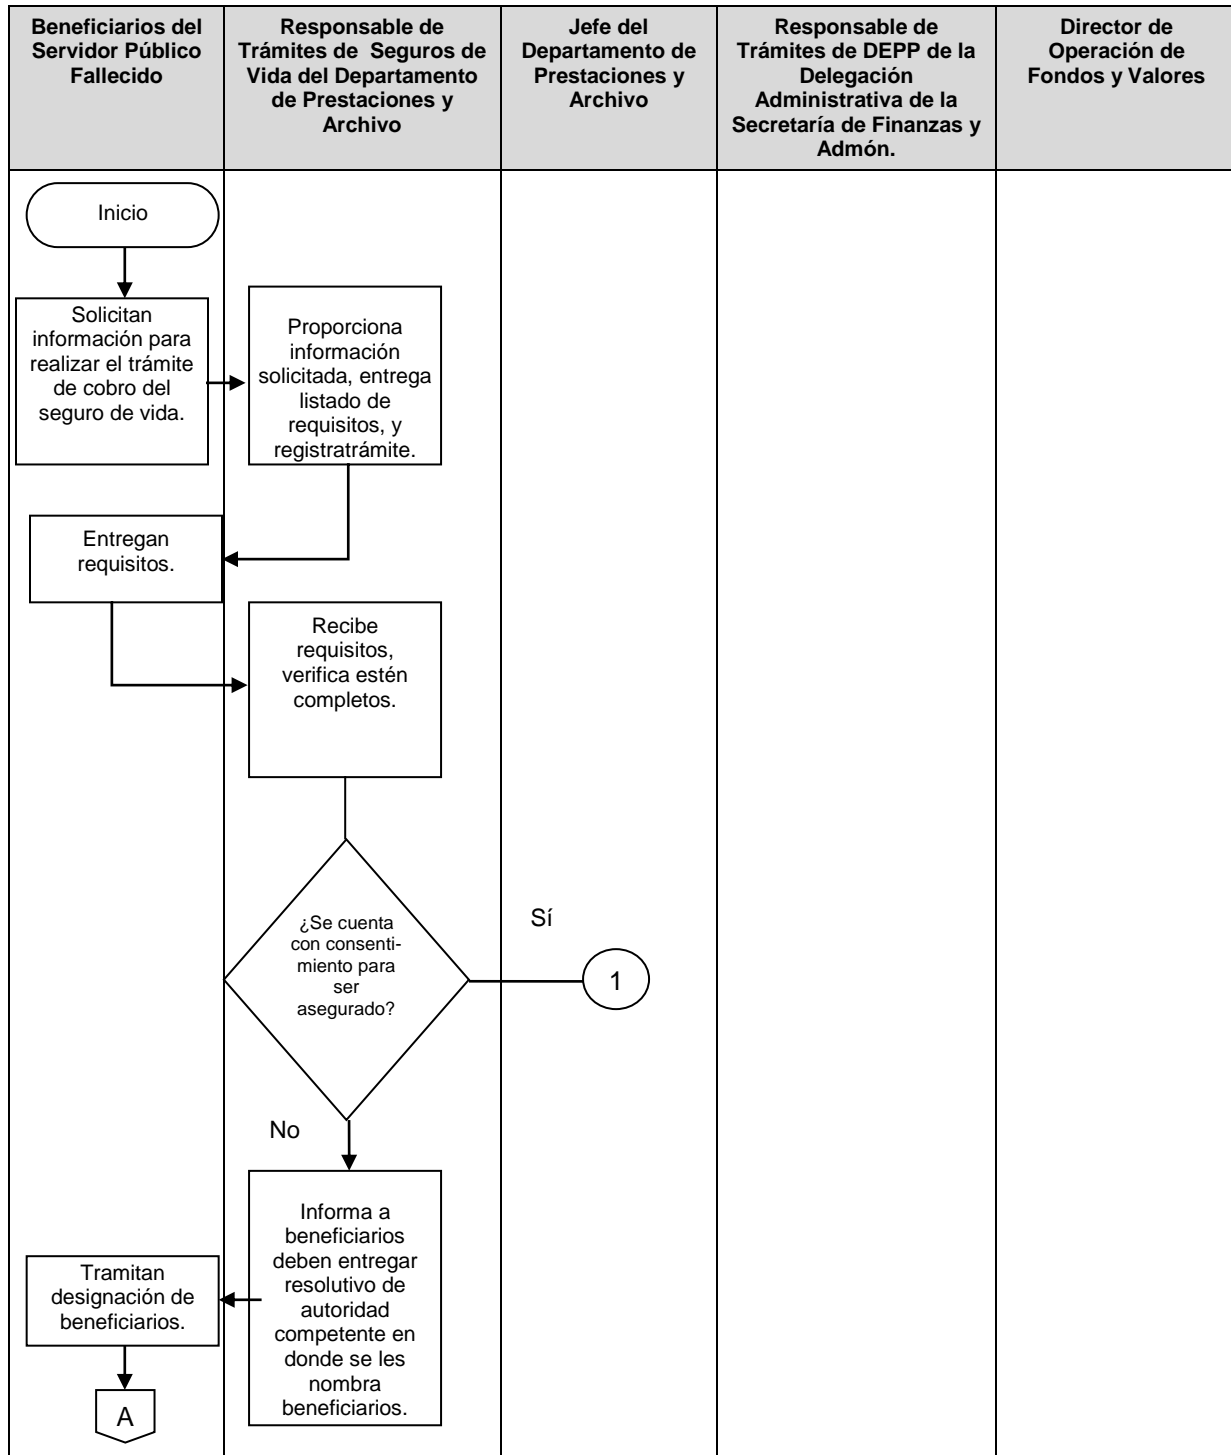 Beneficiarios del
Servidor Público
Fallecido
Responsable de
Trámites de Seguros de
Vida del Departamento
de Prestaciones y
Archivo
Jefe del
Departamento de
Prestaciones y
Archivo
Responsable de
Trámites de DEPP de la
Delegación
Administrativa de la
Secretaría de Finanzas y
Admón.
Director de
Operación de
Fondos y Valores
Inicio
Solicitan
información para
realizar el trámite
de cobro del
seguro de vida.
Proporciona
información
solicitada, entrega
listado de
requisitos, y
registratrámite.
Entregan
requisitos.
Recibe
requisitos,
verifica estén
completos.
¿Se cuenta
con consenti-
miento para
ser
asegurado?
Sí
1
No
Informa a
beneficiarios
deben entregar
resolutivo de
autoridad
competente en
donde se les
nombra
beneficiarios.
Tramitan
designación de
beneficiarios.
A